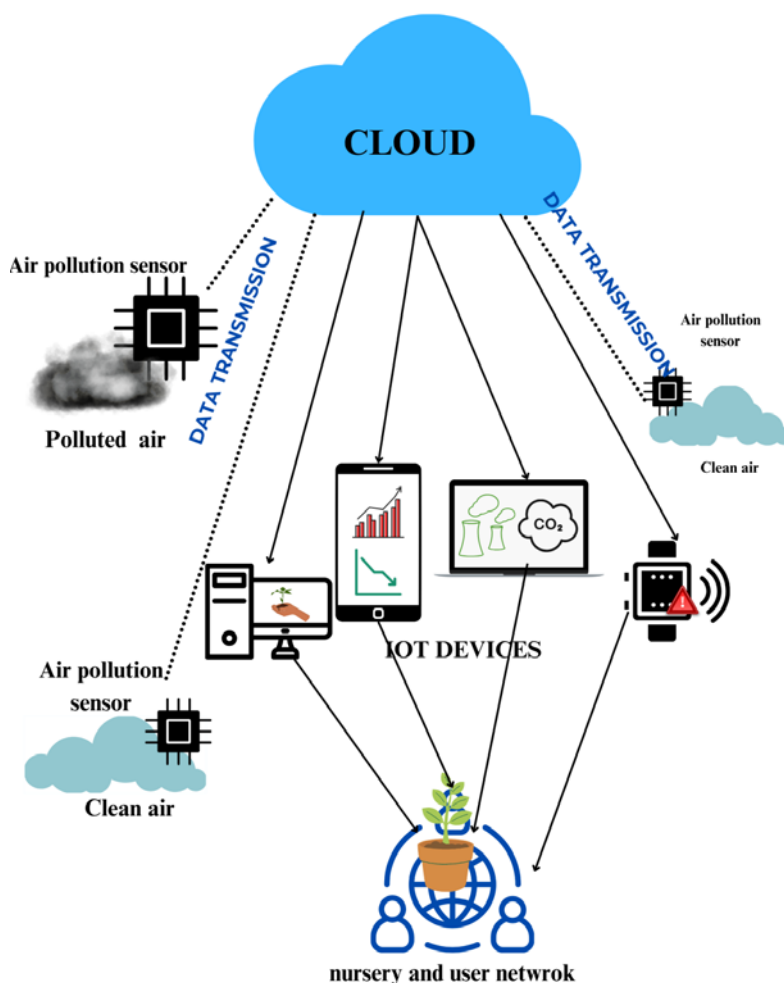 CLOUD
Air pollution sensor
DATA TRANSMISSION
Polluted air
DATA TRANSMISSION
Air pollution
sensor
Clean air
CO₂
IOT DEVICES
Air pollution
sensor
Clean air
nursery and user netwrok